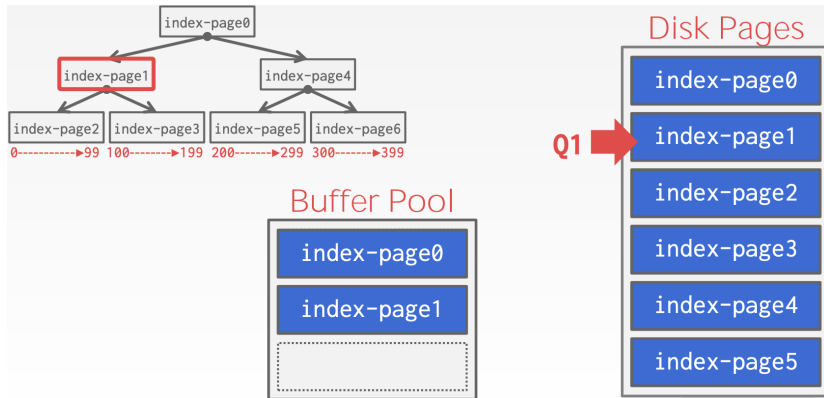 index-page0
index-page1
index-page4
index-page2
index-page3
index-page5
index-page6
0--------->99
100------>199
200------>299
300------>399
Disk Pages
index-page0
Q1
index-page1
index-page2
index-page3
index-page4
index-page5
Buffer Pool
index-page0
index-page1